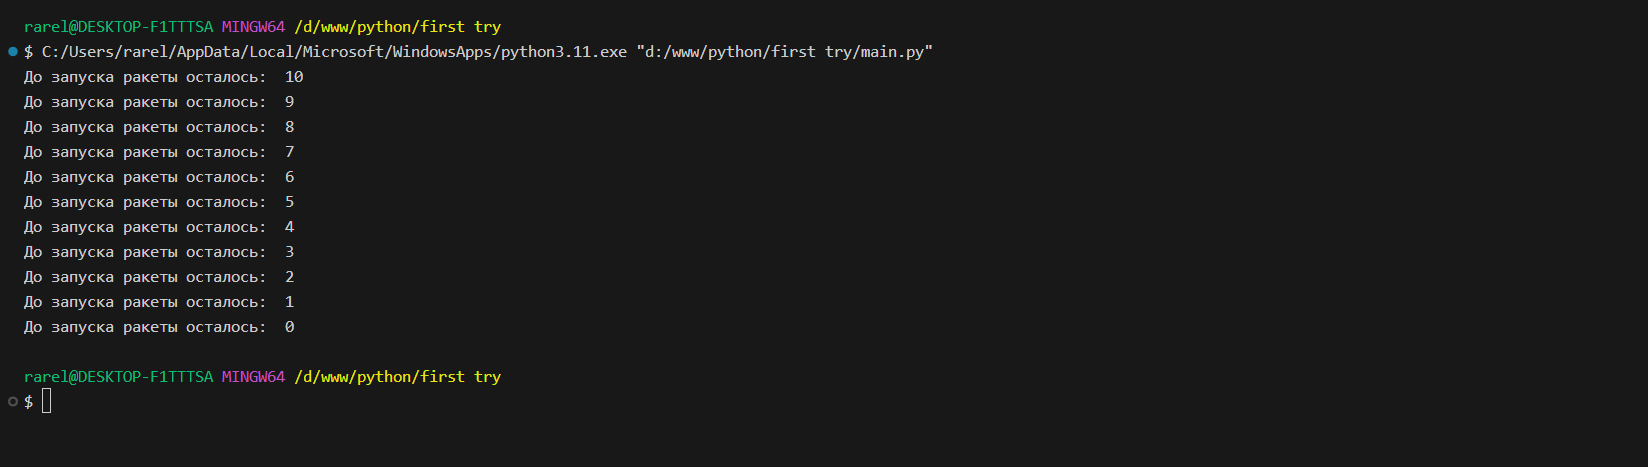 rarel@DESKTOP-F1TTTSA MINGW64 /d/www/python/first try
$ C:/Users/rarel/AppData/Local/Microsoft/WindowsApps/python3.11.exe "d:/www/python/first try/main.py"
До запуска ракеты осталось:  10
До запуска ракеты осталось:  9
До запуска ракеты осталось:  8
До запуска ракеты осталось:  7
До запуска ракеты осталось:  6
До запуска ракеты осталось:  5
До запуска ракеты осталось:  4
До запуска ракеты осталось:  3
До запуска ракеты осталось:  2
До запуска ракеты осталось:  1
До запуска ракеты осталось:  0
rarel@DESKTOP-F1TTTSA MINGW64 /d/www/python/first try
$